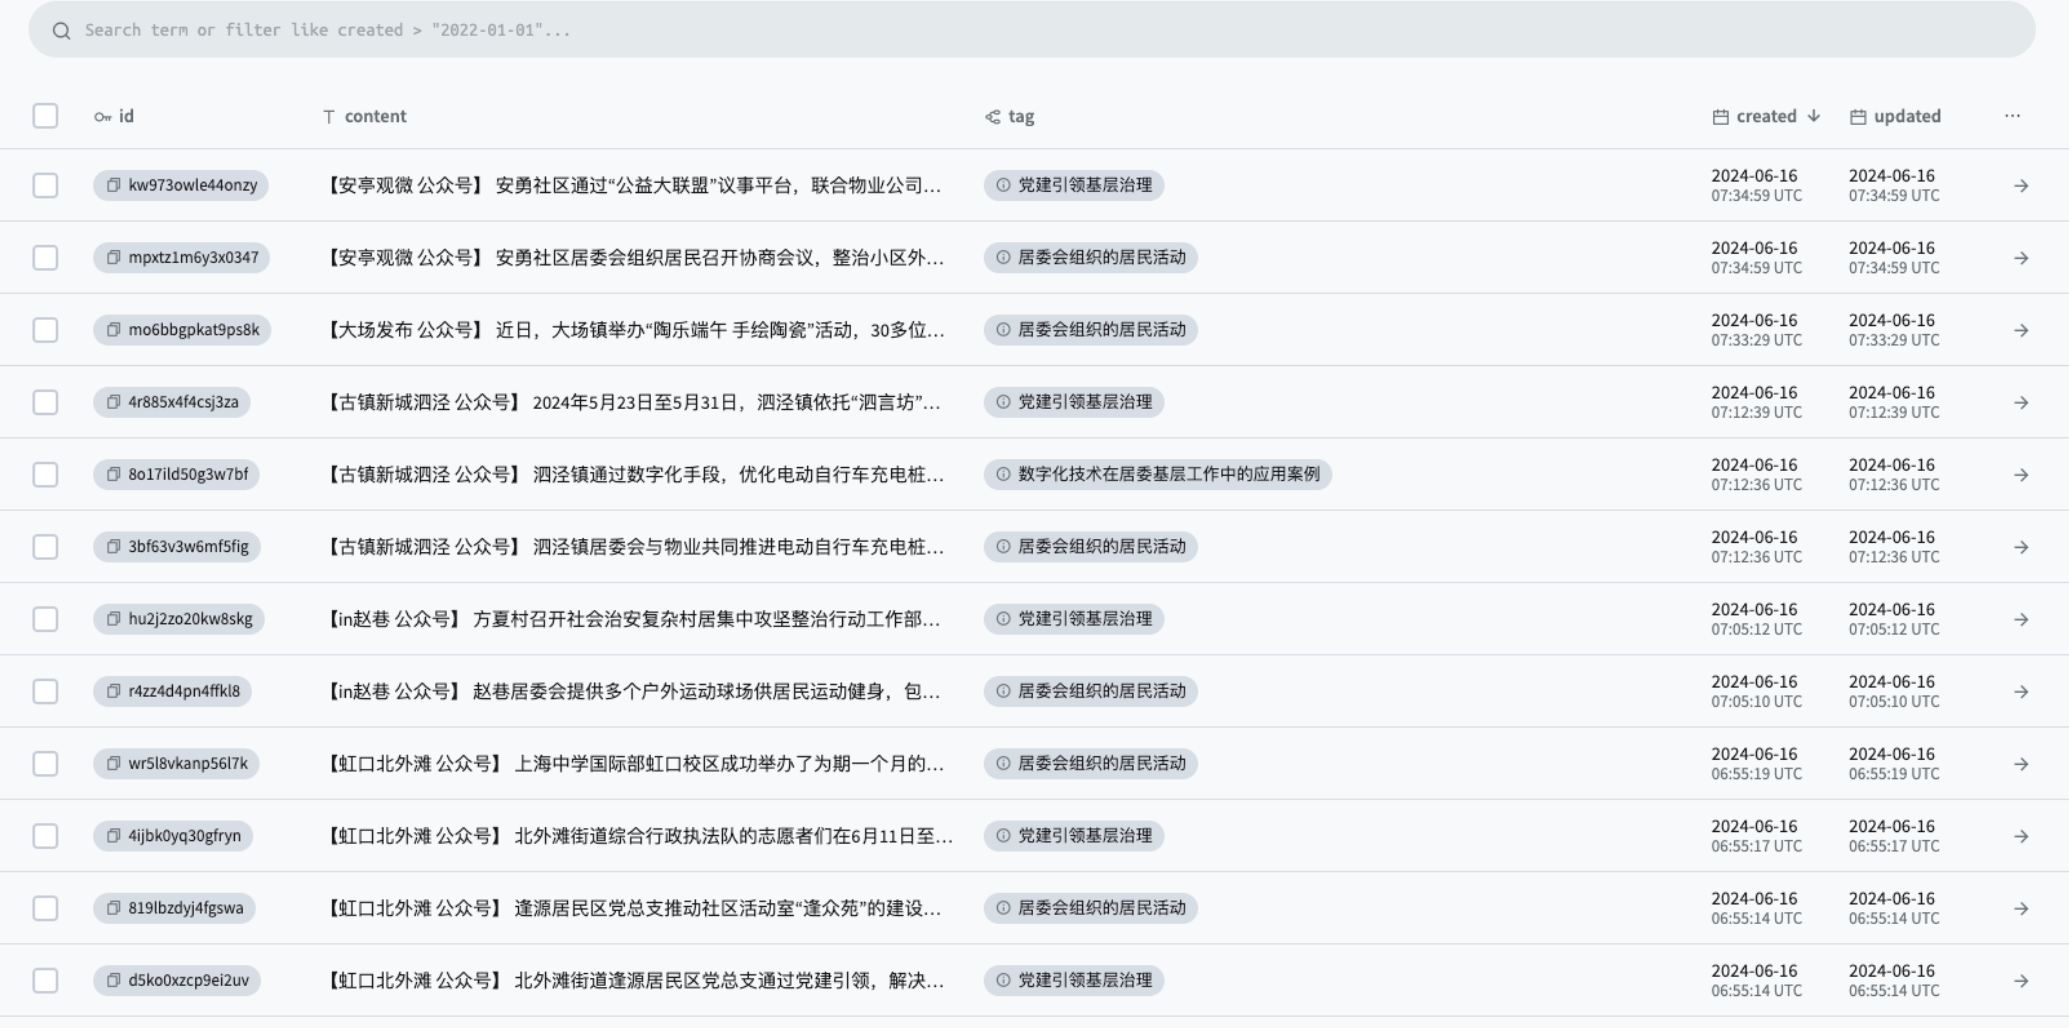 Search term or filter like created > "2022-01-01"...
id content tag created updated
kw973owle44onzy 【安亭观微 公众号】 安勇社区通过“公益大联盟”议事平台，联合物业公司... 党建引领基层治理 2024-06-16 2024-06-16
07:34:59 UTC 07:34:59 UTC
mpxtz1m6y3x0347 【安亭观微 公众号】 安勇社区居委会组织居民召开协商会议，整治小区外... 居委会组织的居民活动 2024-06-16 2024-06-16
07:34:59 UTC 07:34:59 UTC
mo6bbgpkat9ps8k 【大场发布 公众号】 近日，大场镇举办“陶乐端午 手绘陶瓷”活动，30多位... 居委会组织的居民活动 2024-06-16 2024-06-16
07:33:29 UTC 07:33:29 UTC
4r885x4f4csj3za 【古镇新城泗泾 公众号】 2024年5月23日至5月31日，泗泾镇依托“泗言坊”... 党建引领基层治理 2024-06-16 2024-06-16
07:12:39 UTC 07:12:39 UTC
8o17ild50g3w7bf 【古镇新城泗泾 公众号】 泗泾镇通过数字化手段，优化电动自行车充电桩... 数字化技术在居委基层工作中的应用案例 2024-06-16 2024-06-16
07:12:36 UTC 07:12:36 UTC
3bf63v3w6mf5fig 【古镇新城泗泾 公众号】 泗泾镇居委会与物业共同推进电动自行车充电桩... 居委会组织的居民活动 2024-06-16 2024-06-16
07:12:36 UTC 07:12:36 UTC
hu2j2zo20kw8skg 【in赵巷 公众号】 方夏村召开社会治安复杂村居集中攻坚整治行动工作部... 党建引领基层治理 2024-06-16 2024-06-16
07:05:12 UTC 07:05:12 UTC
r4zz4d4pn4ffkl8 【in赵巷 公众号】 赵巷居委会提供多个户外运动球场供居民运动健身，包... 居委会组织的居民活动 2024-06-16 2024-06-16
07:05:10 UTC 07:05:10 UTC
wr5l8vkanp56l7k 【虹口北外滩 公众号】 上海中学国际部虹口校区成功举办了为期一个月的... 居委会组织的居民活动 2024-06-16 2024-06-16
06:55:19 UTC 06:55:19 UTC
4ijbk0yq30gfryn 【虹口北外滩 公众号】 北外滩街道综合行政执法队的志愿者们在6月11日至... 党建引领基层治理 2024-06-16 2024-06-16
06:55:17 UTC 06:55:17 UTC
819lbzdyj4fgswa 【虹口北外滩 公众号】 逢源居民区党总支推动社区活动室“逢众苑”的建设... 居委会组织的居民活动 2024-06-16 2024-06-16
06:55:14 UTC 06:55:14 UTC
d5ko0xzcp9ei2uv 【虹口北外滩 公众号】 北外滩街道逢源居民区党总支通过党建引领，解决... 党建引领基层治理 2024-06-16 2024-06-16
06:55:14 UTC 06:55:14 UTC